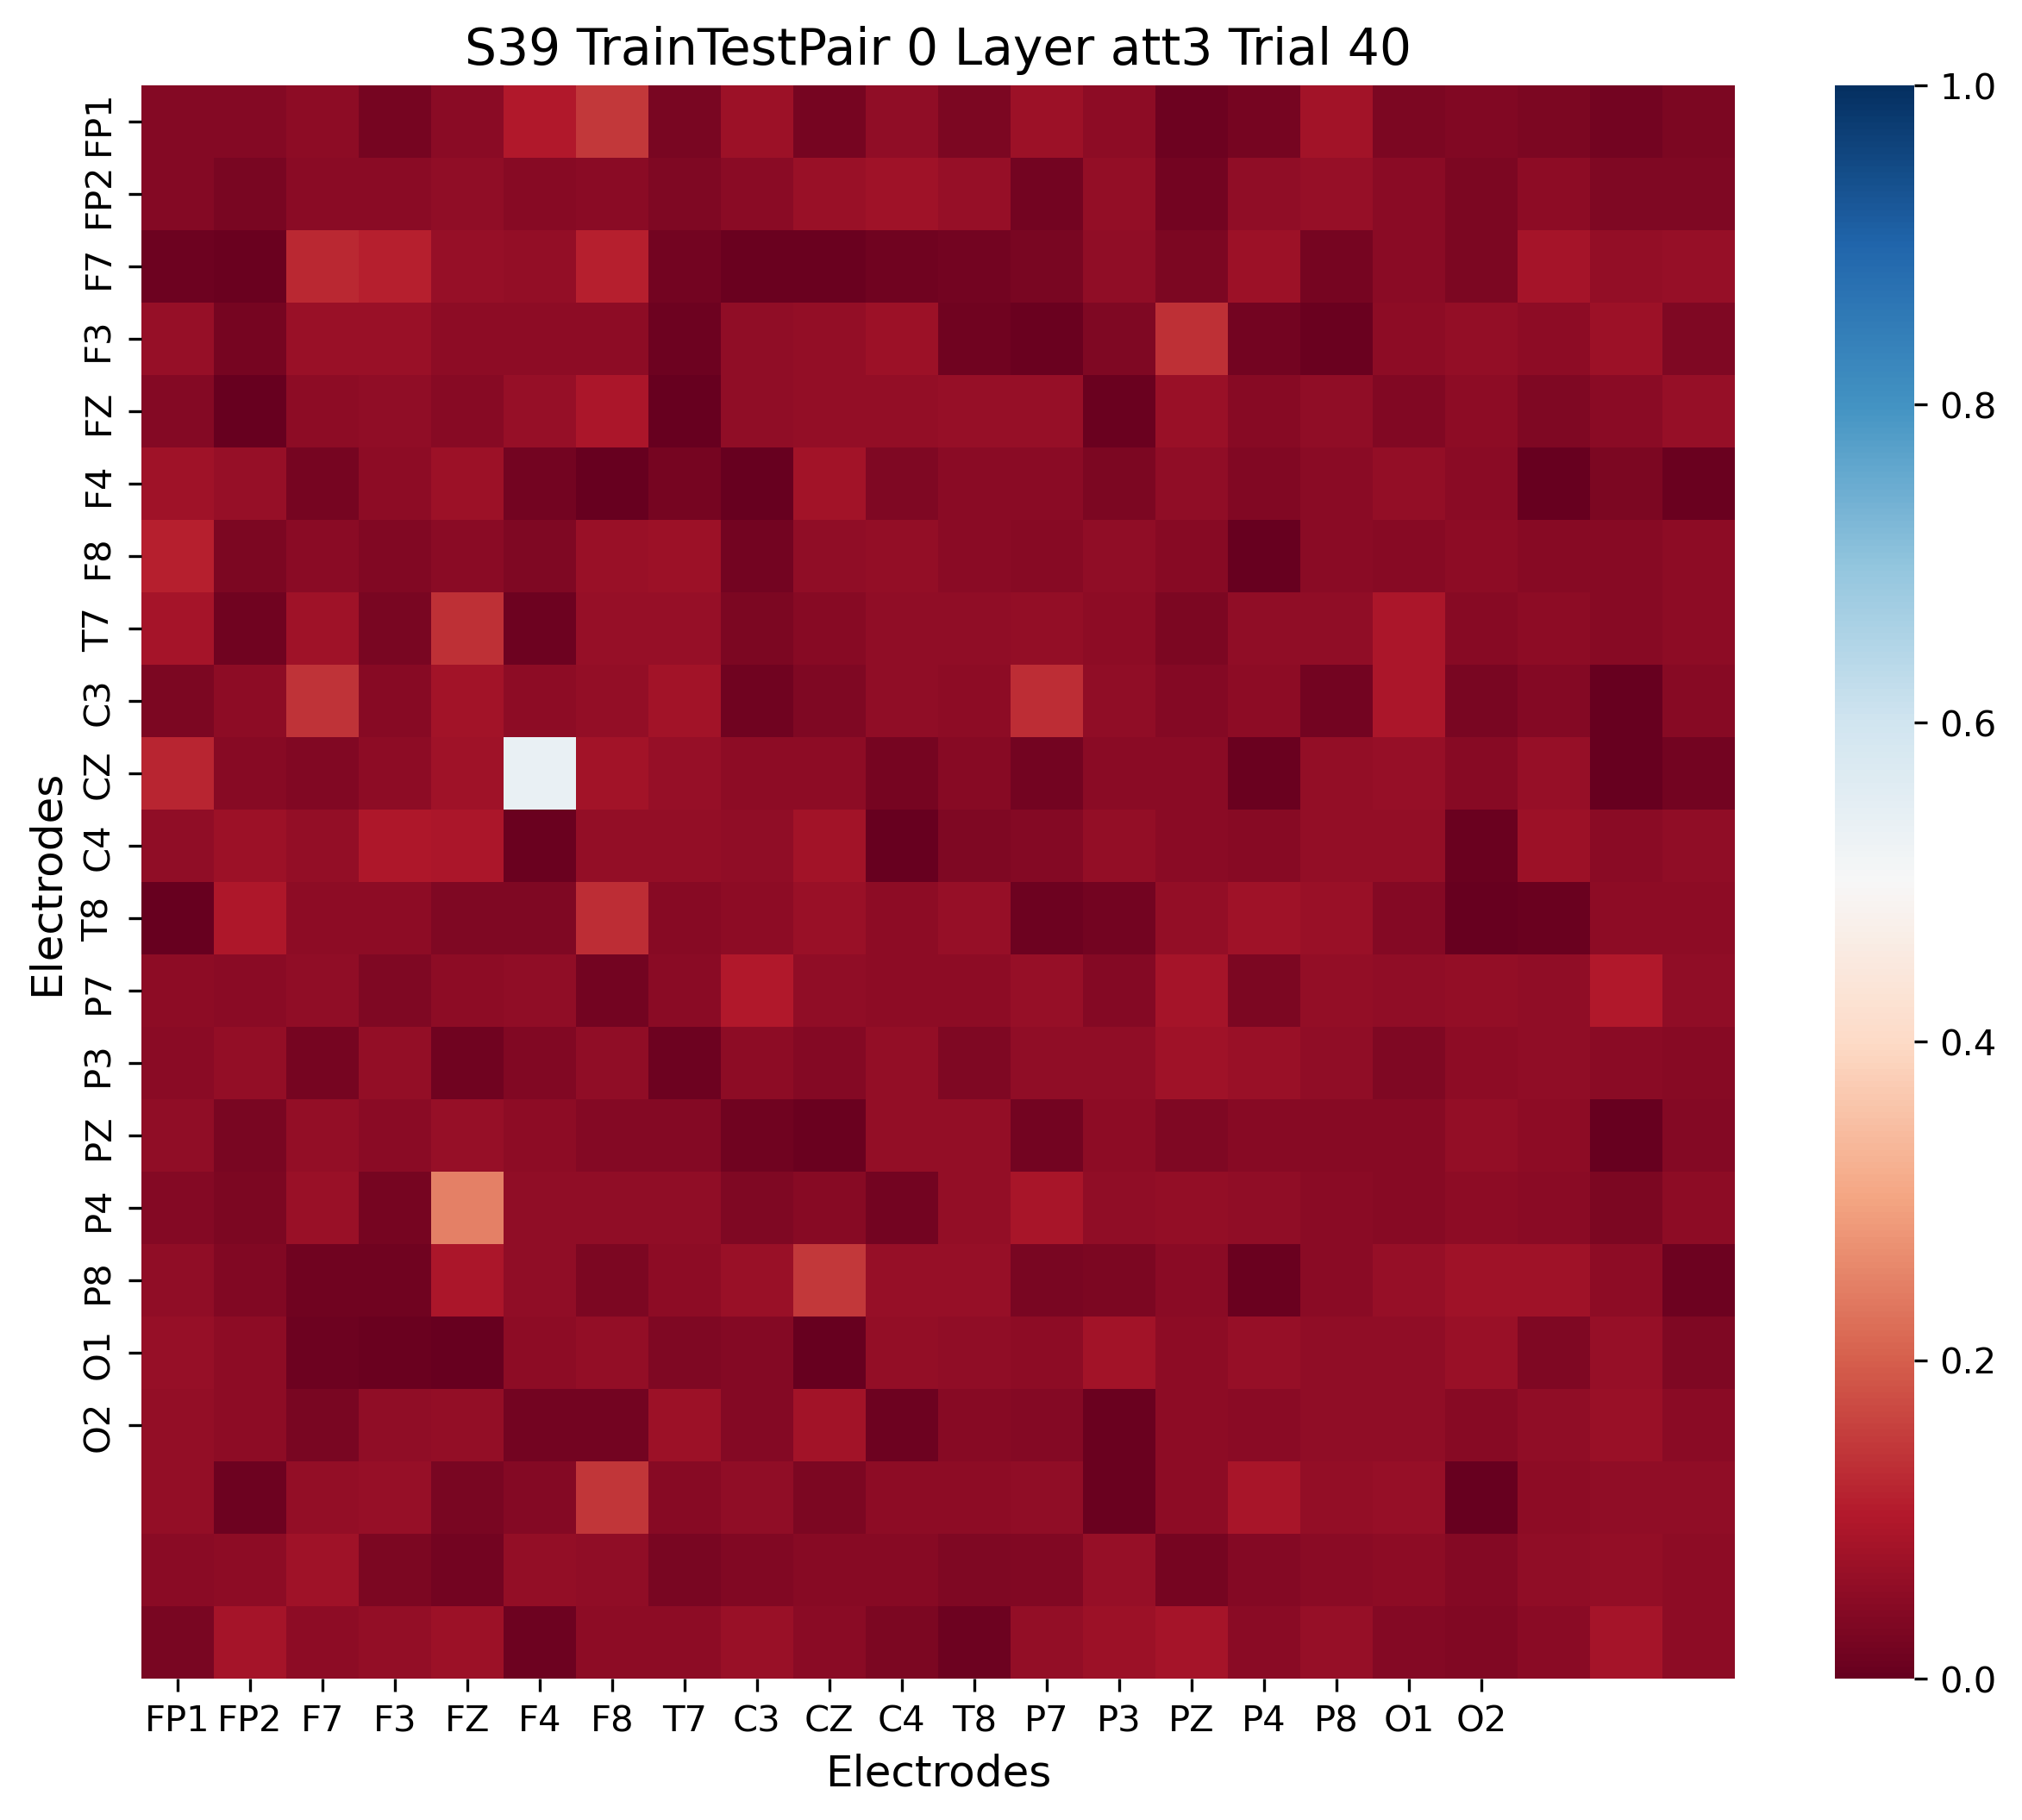 S39 TrainTestPair 0 Layer att3 Trial 40
Electrodes
FP1
FP2
F7
F3
FZ
F4
F8
T7
C3
CZ
C4
T8
P7
P3
PZ
P4
P8
O1
O2
FP1 FP2 F7 F3 FZ F4 F8 T7 C3 CZ C4 T8 P7 P3 PZ P4 P8 O1 O2
Electrodes
1.0
0.8
0.6
0.4
0.2
0.0